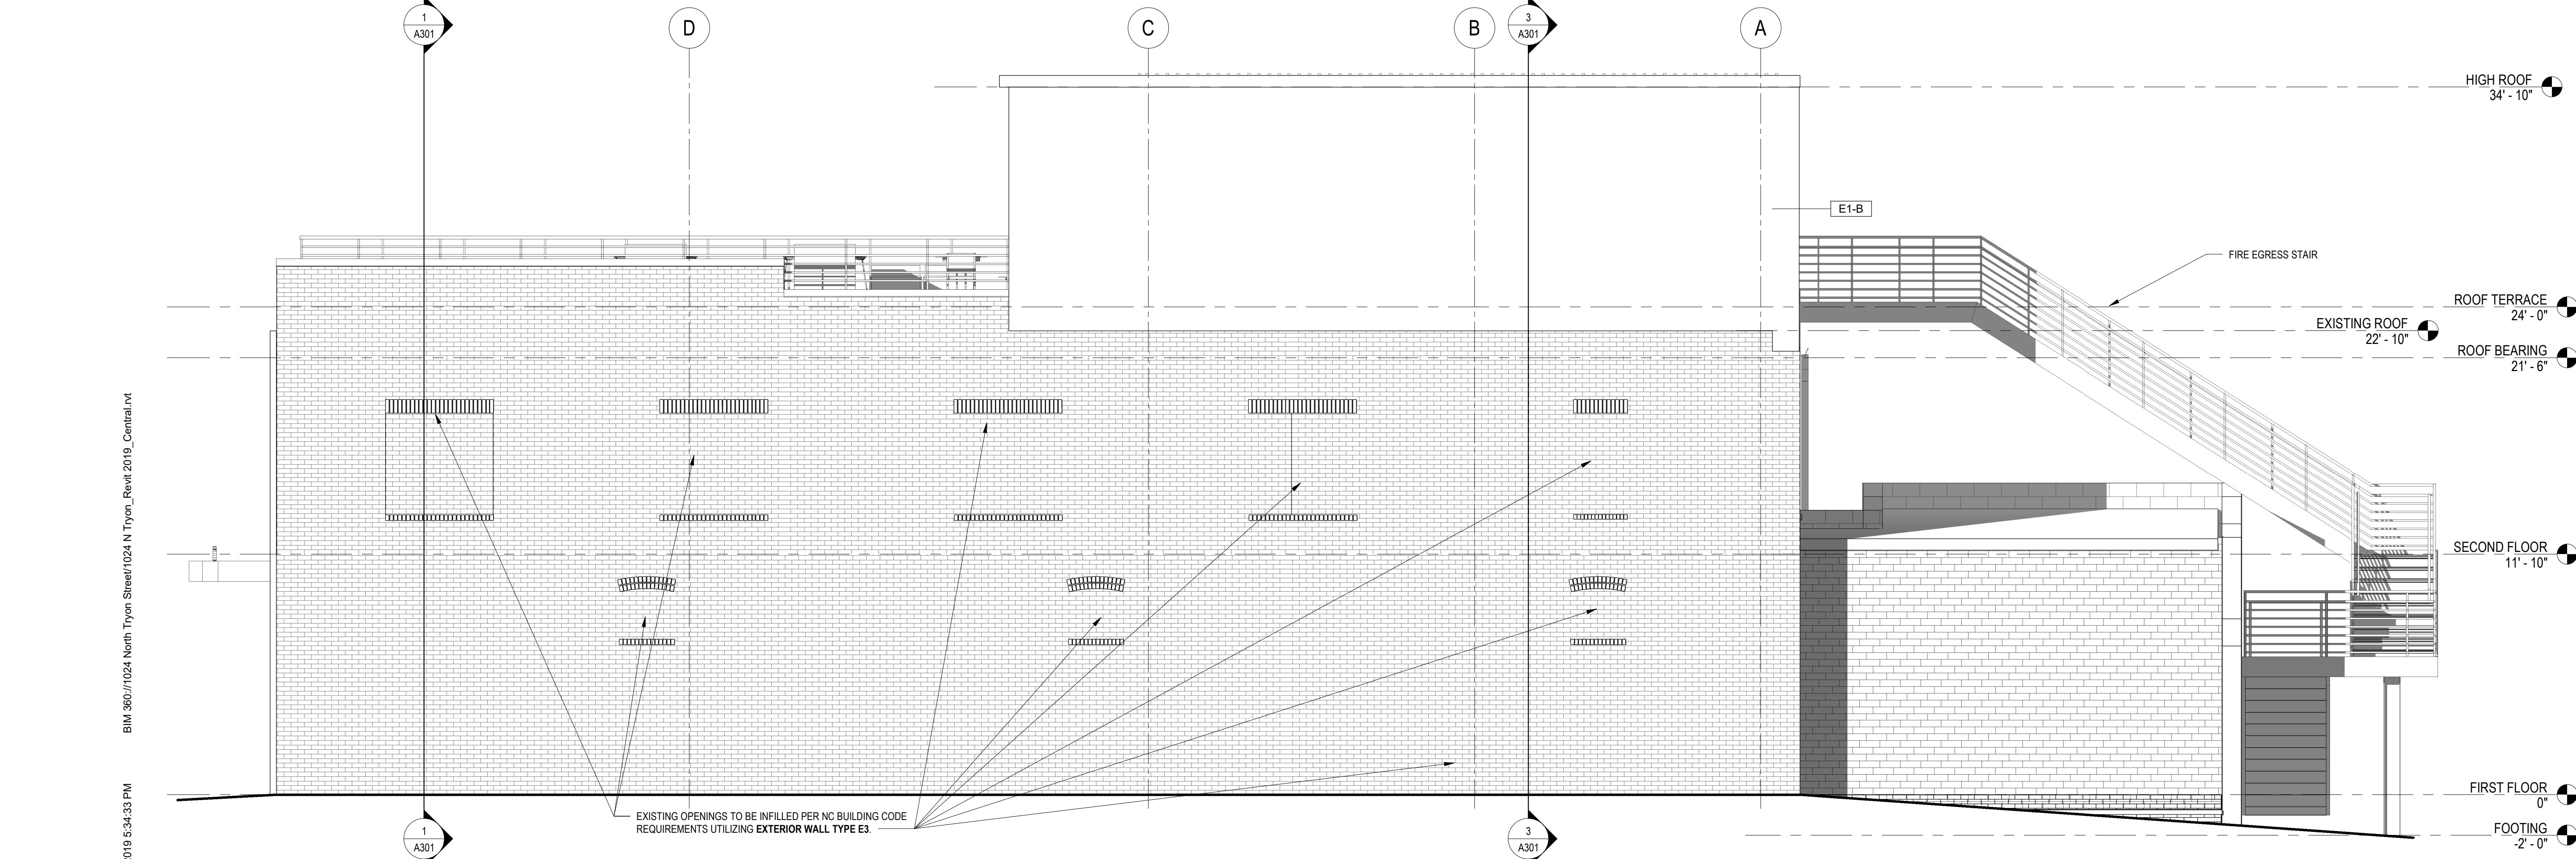 1
A301
D
C
B
3
A301
A
HIGH ROOF
34' - 10"
E1-B
FIRE EGRESS STAIR
ROOF TERRACE
24' - 0"
EXISTING ROOF
22' - 10"
ROOF BEARING
21' - 6"
SECOND FLOOR
11' - 10"
FIRST FLOOR
0"
EXISTING OPENINGS TO BE INFILLED PER NC BUILDING CODE
REQUIREMENTS UTILIZING EXTERIOR WALL TYPE E3.
FOOTING
-2' - 0"
1
A301
3
A301
2019 5:34:33 PM BIM 360://1024 North Tryon Street/1024 N Tryon_Revit 2019_Central.rvt